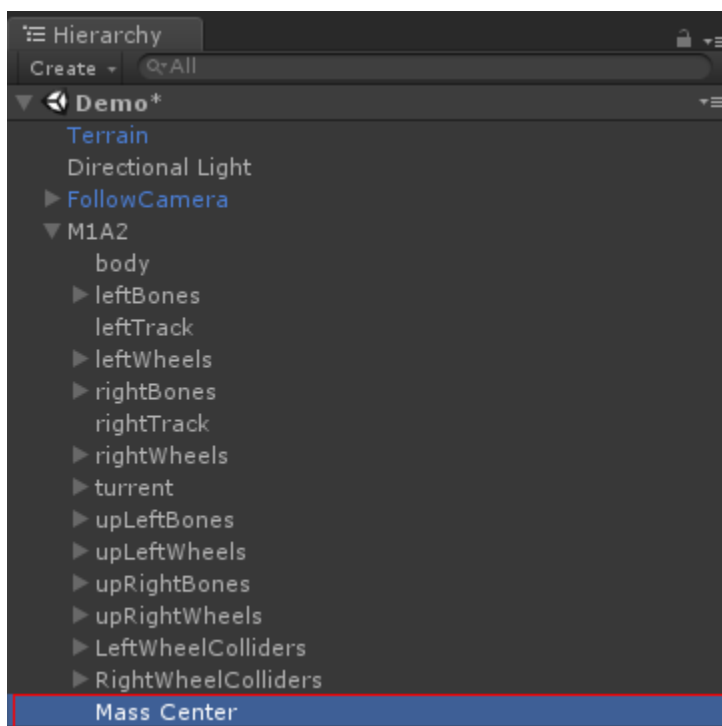 Hierarchy
Create All
Demo*
Terrain
Directional Light
FollowCamera
M1A2
body
leftBones
leftTrack
leftWheels
rightBones
rightTrack
rightWheels
turrent
upLeftBones
upLeftWheels
upRightBones
upRightWheels
LeftWheelColliders
RightWheelColliders
Mass Center